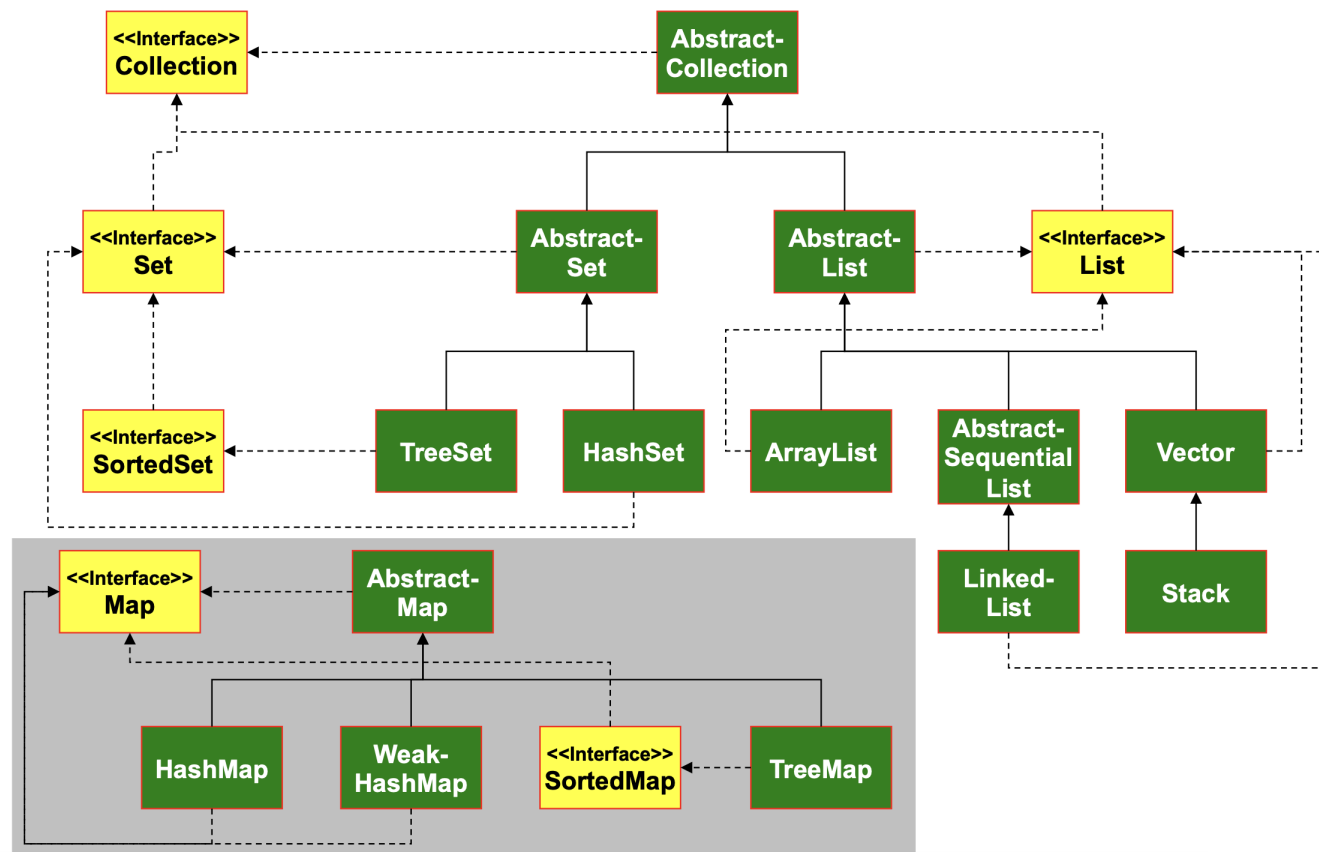 <<Interface>>
Collection
Abstract-
Collection
<<Interface>>
Set
Abstract-
Set
Abstract-
List
<<Interface>>
List
<<Interface>>
SortedSet
TreeSet
HashSet
ArrayList
Abstract-
Sequential
List
Vector
<<Interface>>
Map
Abstract-
Map
Linked-
List
Stack
HashMap
Weak-
HashMap
<<Interface>>
SortedMap
TreeMap